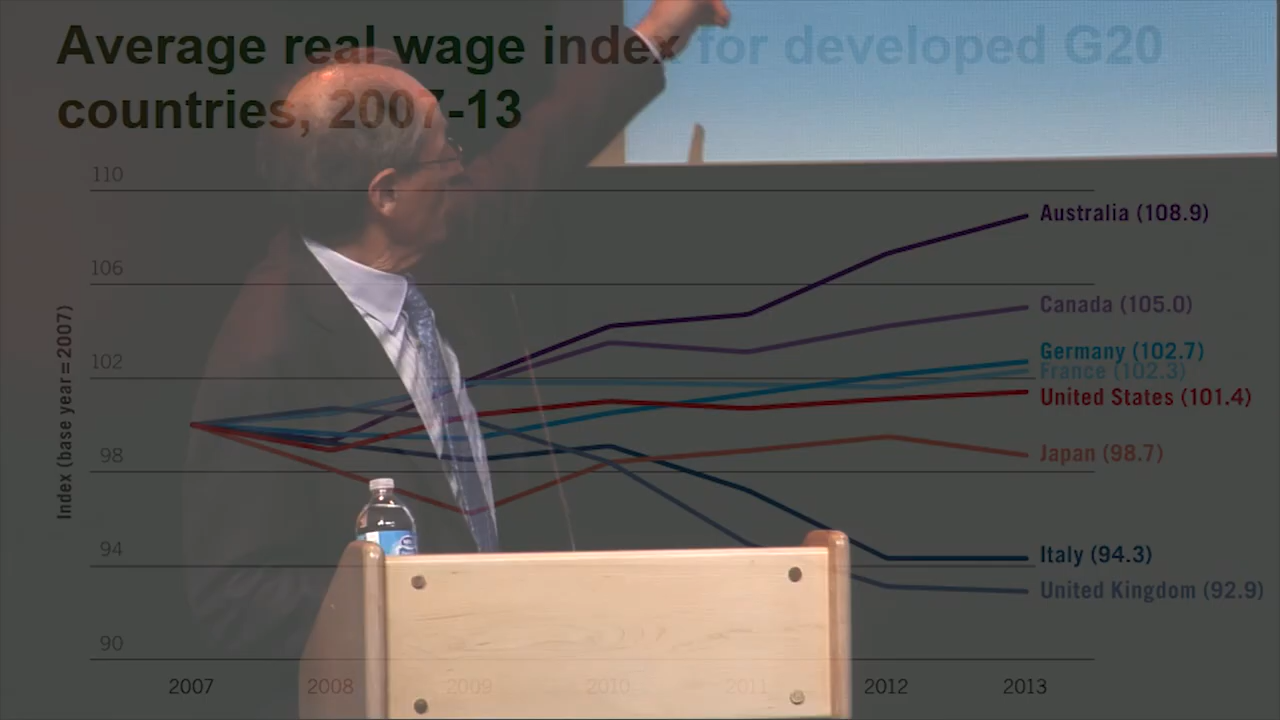 Average real wage index for developed G20
countries, 2007-13
110
106
102
98
94
90
Index (base year=2007)
Australia (108.9)
Canada (105.0)
Germany (102.7)
France (102.3)
United States (101.4)
Japan (98.7)
Italy (94.3)
United Kingdom (92.9)
2007 2008 2009 2010 2011 2012 2013